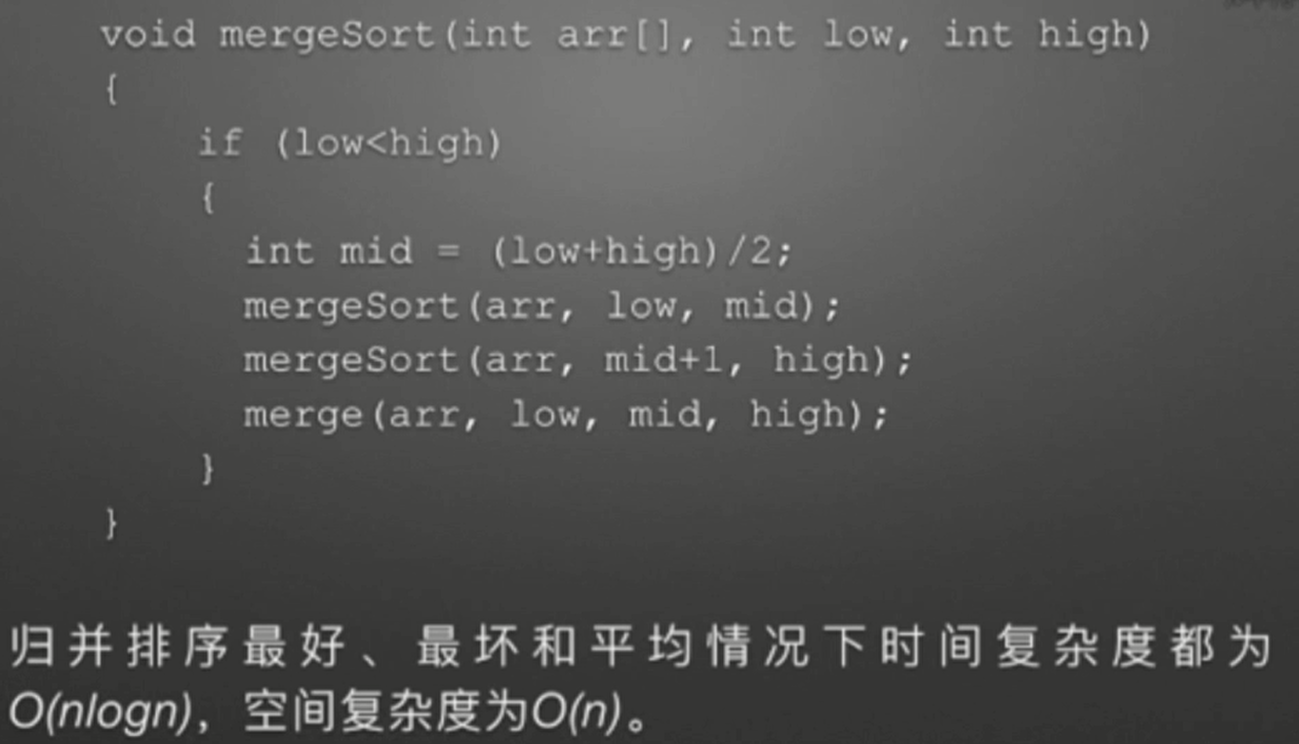 void mergeSort(int arr[], int low, int high)
{
if (low<high)
{
int mid = (low+high)/2;
mergeSort(arr, low, mid);
mergeSort(arr, mid+1, high);
merge(arr, low, mid, high);
}
}
归并排序最好、最坏和平均情况下时间复杂度都为
O(nlogn)，空间复杂度为O(n)。